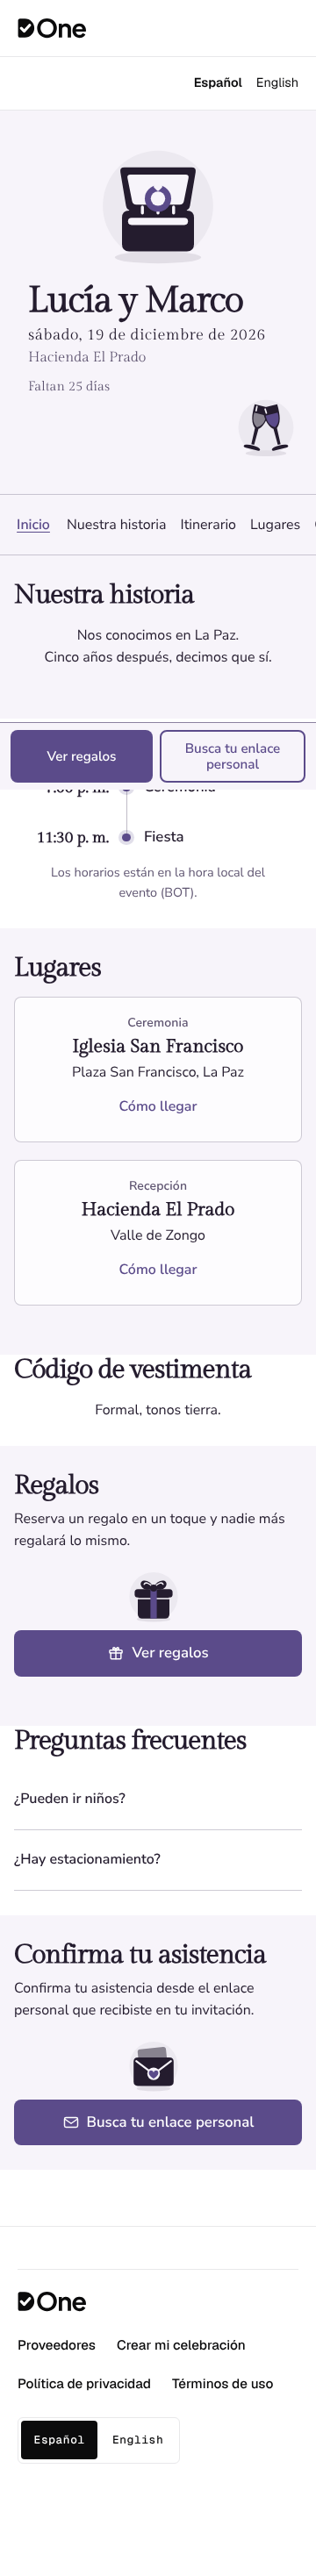 DOne
Español English
Lucía y Marco
sábado, 19 de diciembre de 2026
Hacienda El Prado
Faltan 25 días
Inicio Nuestra historia Itinerario Lugares
Nuestra historia
Nos conocimos en La Paz.
Cinco años después, decimos que sí.
Ver regalos
Busca tu enlace
personal
7:00 p. m. Ceremonia
11:30 p. m. Fiesta
Los horarios están en la hora local del
evento (BOT).
Lugares
Ceremonia
Iglesia San Francisco
Plaza San Francisco, La Paz
Cómo llegar
Recepción
Hacienda El Prado
Valle de Zongo
Cómo llegar
Código de vestimenta
Formal, tonos tierra.
Regalos
Reserva un regalo en un toque y nadie más
regalará lo mismo.
Ver regalos
Preguntas frecuentes
¿Pueden ir niños?
¿Hay estacionamiento?
Confirma tu asistencia
Confirma tu asistencia desde el enlace
personal que recibiste en tu invitación.
Busca tu enlace personal
DOne
Proveedores Crear mi celebración
Política de privacidad Términos de uso
Español English